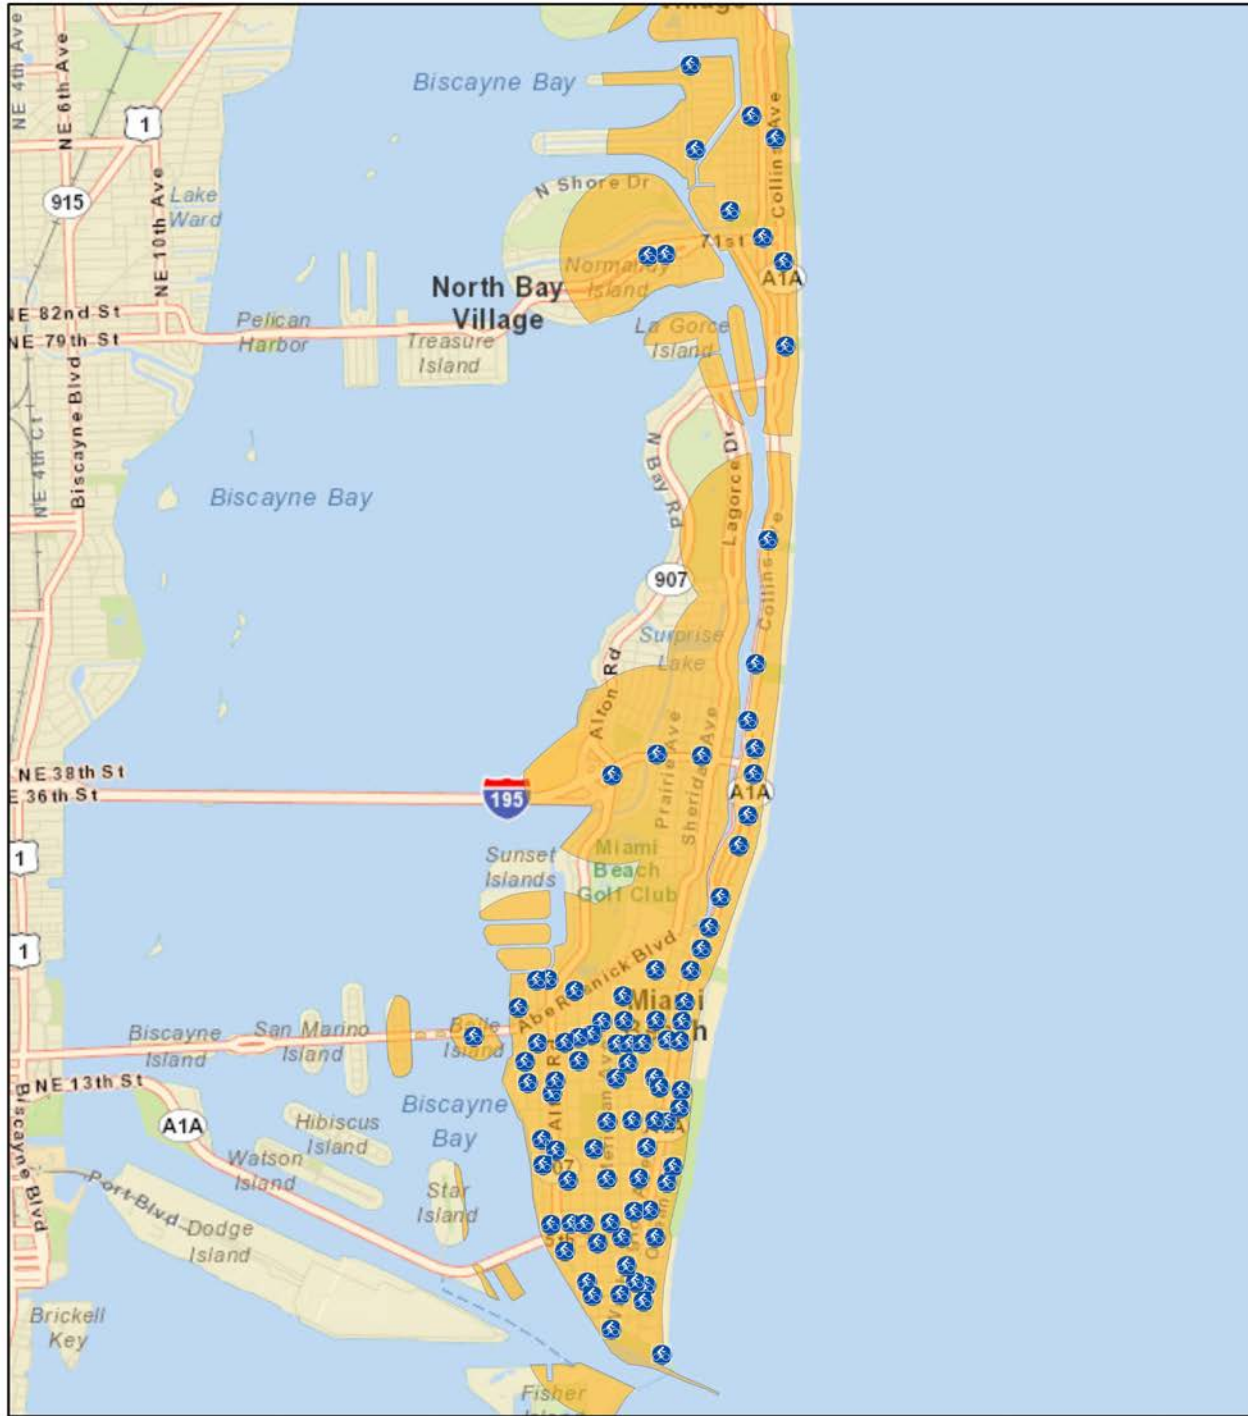 Village
NE 4th Ave
NE 6th Ave
Biscayne Bay
1
Collins Ave
915
NE 10th Ave
Lake
Ward
N Shore Dr
71st
Normandy
Island
A1A
North Bay
Village
NE 82nd St
NE 79th St
Pelican
Harbor
Treasure
Island
La Gorce
Island
Biscayne Blvd
NE 4th Ct
N Bay Rd
Lagorce Dr
Biscayne Bay
Collins
907
Surprise
Lake
Alton Rd
Prairie Ave
Sheridan Ave
NE 38th St
E 36th St
195
A1A
1
Sunset
Islands
Miami
Beach
Golf Club
1
Abe Resnick Blvd
Miami
Beach
Biscayne
Island
San Marino
Island
Belle
Island
NE 13th St
Biscayne
Bay
A1A
Hibiscus
Island
Watson
Island
Star
Island
Biscayne Blvd
Port Blvd
Dodge
Island
5th
Brickell
Key
Fisher
Island